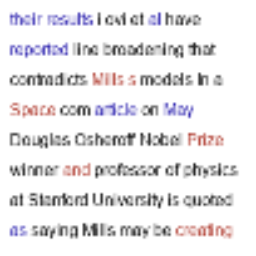 their results i ovi et al have
reported line broadening that
contradicts Mills s models In a
Space com article on May
Douglas Osheroff Nobel Prize
winner and professor of physics
at Stanford University is quoted
as saying Mills may be creating